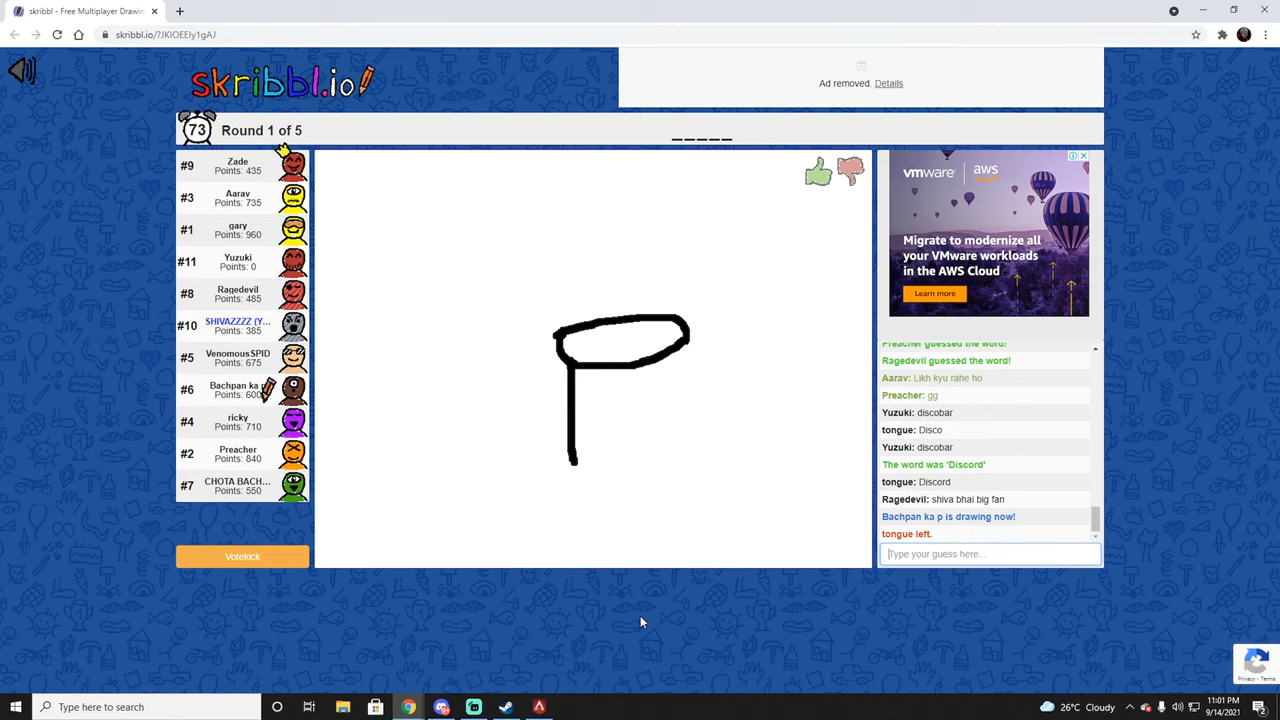 skribbl - Free Multiplayer Drawin
skribbl.io/?JKIOEEIy1gAJ
skribbl.io
Ad removed. Details
73
Round 1 of 5
_ _ _ _ _
#9 Zade
Points: 435
#3 Aarav
Points: 735
#1 gary
Points: 960
#11 Yuzuki
Points: 0
#8 Ragedevil
Points: 485
#10 SHIVAZZZZ (Y...
Points: 385
#5 VenomousSPID
Points: 675
#6 Bachpan ka
Points: 600
#4 ricky
Points: 710
#2 Preacher
Points: 840
#7 CHOTA BACH...
Points: 550
Votekick
vmware | aws
Migrate to modernize all
your VMware workloads
in the AWS Cloud
Learn more
Preacher guessed the word!
Ragedevil guessed the word!
Aarav: Likh kyu rahe ho
Preacher: gg
Yuzuki: discobar
tongue: Disco
Yuzuki: discobar
The word was 'Discord'
tongue: Discord
Ragedevil: shiva bhai big fan
Bachpan ka p is drawing now!
tongue left.
Type your guess here...
Privacy - Terms
Type here to search
26°C Cloudy
11:01 PM
9/14/2021
2